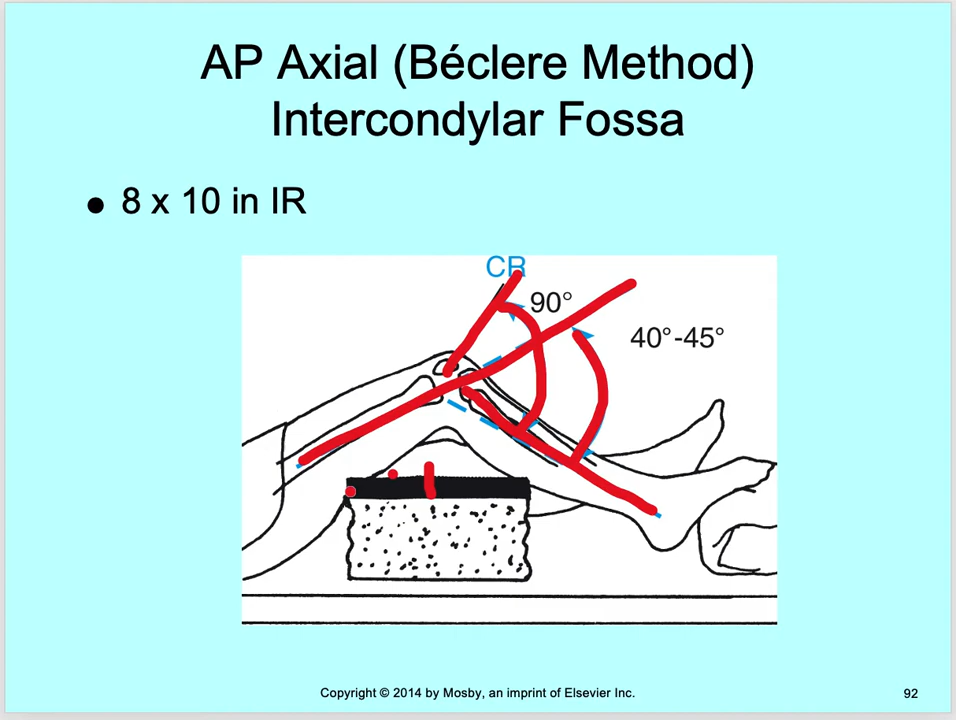 AP Axial (Béclere Method)
Intercondylar Fossa
● 8 x 10 in IR
CR
90°
40°-45°
Copyright © 2014 by Mosby, an imprint of Elsevier Inc.
92